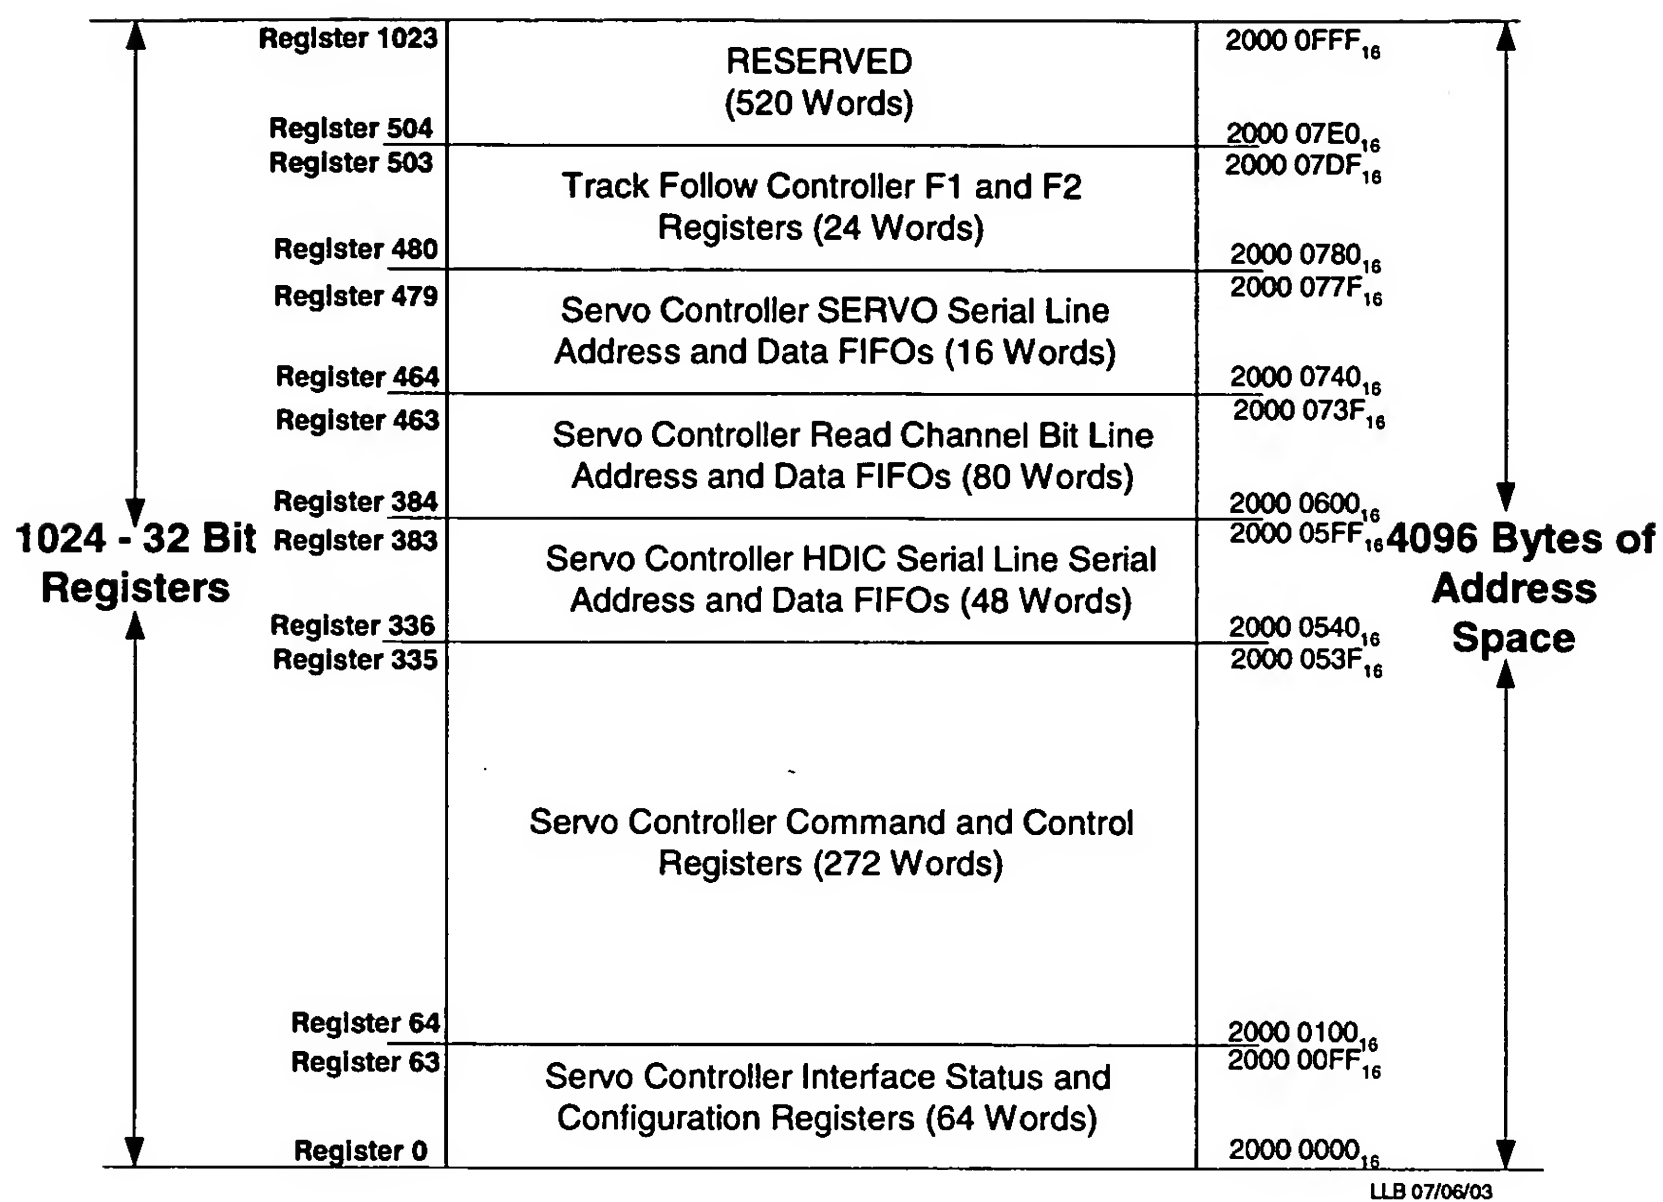 Register 1023
RESERVED
(520 Words)
2000 0FFF16
Register 504
2000 07E016
Register 503
Track Follow Controller F1 and F2
Registers (24 Words)
2000 07DF16
Register 480
2000 078016
Register 479
Servo Controller SERVO Serial Line
Address and Data FIFOs (16 Words)
2000 077F16
Register 464
2000 074016
Register 463
Servo Controller Read Channel Bit Line
Address and Data FIFOs (80 Words)
2000 073F16
Register 384
2000 060016
1024 - 32 Bit
Registers
Register 383
Servo Controller HDIC Serial Line Serial
Address and Data FIFOs (48 Words)
2000 05FF16
4096 Bytes of
Address
Space
Register 336
2000 054016
Register 335
2000 053F16
Servo Controller Command and Control
Registers (272 Words)
Register 64
2000 010016
Register 63
Servo Controller Interface Status and
Configuration Registers (64 Words)
2000 00FF16
Register 0
2000 000016
LLB 07/06/03